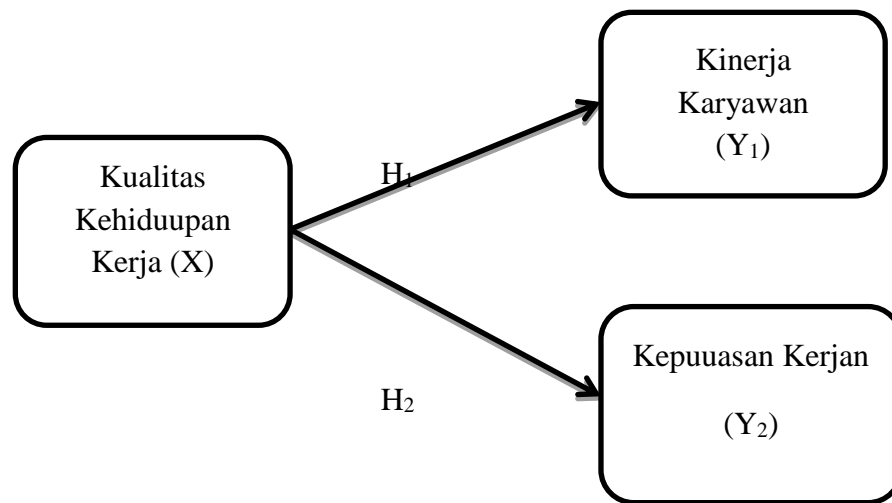 Kualitas
Kehiduupan
Kerja (X)
H₁
Kinerja
Karyawan
(Y₁)
H₂
Kepuuasan Kerjan
(Y₂)